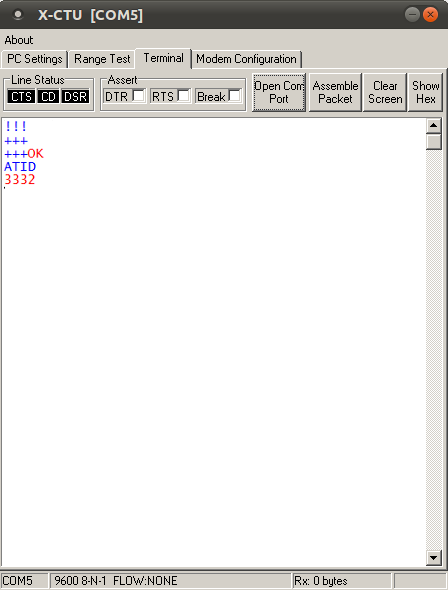 X-CTU [COM5]
About
PC Settings Range Test Terminal Modem Configuration
Line Status Assert
CTS CD DSR DTR RTS Break Open Com Port Assemble Packet Clear Screen Show Hex
!!!
+++
+++OK
ATID
3332
COM5 9600 8-N-1 FLOW:NONE Rx: 0 bytes